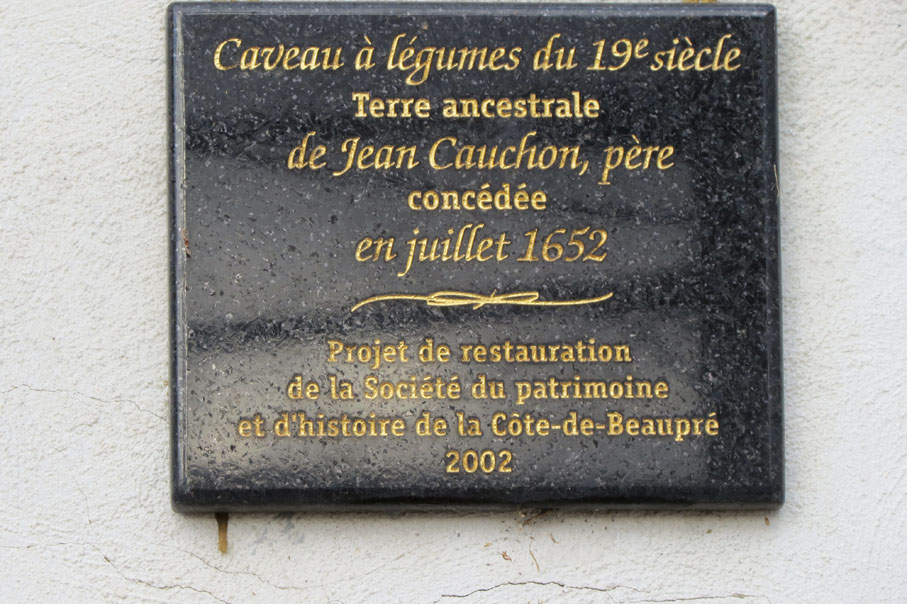 Caveau à légumes du 19e siècle
Terre ancestrale
de Jean Cauchon, père
concédée
en juillet 1652
Projet de restauration
de la Société du patrimoine
et d'histoire de la Côte-de-Beaupré
2002